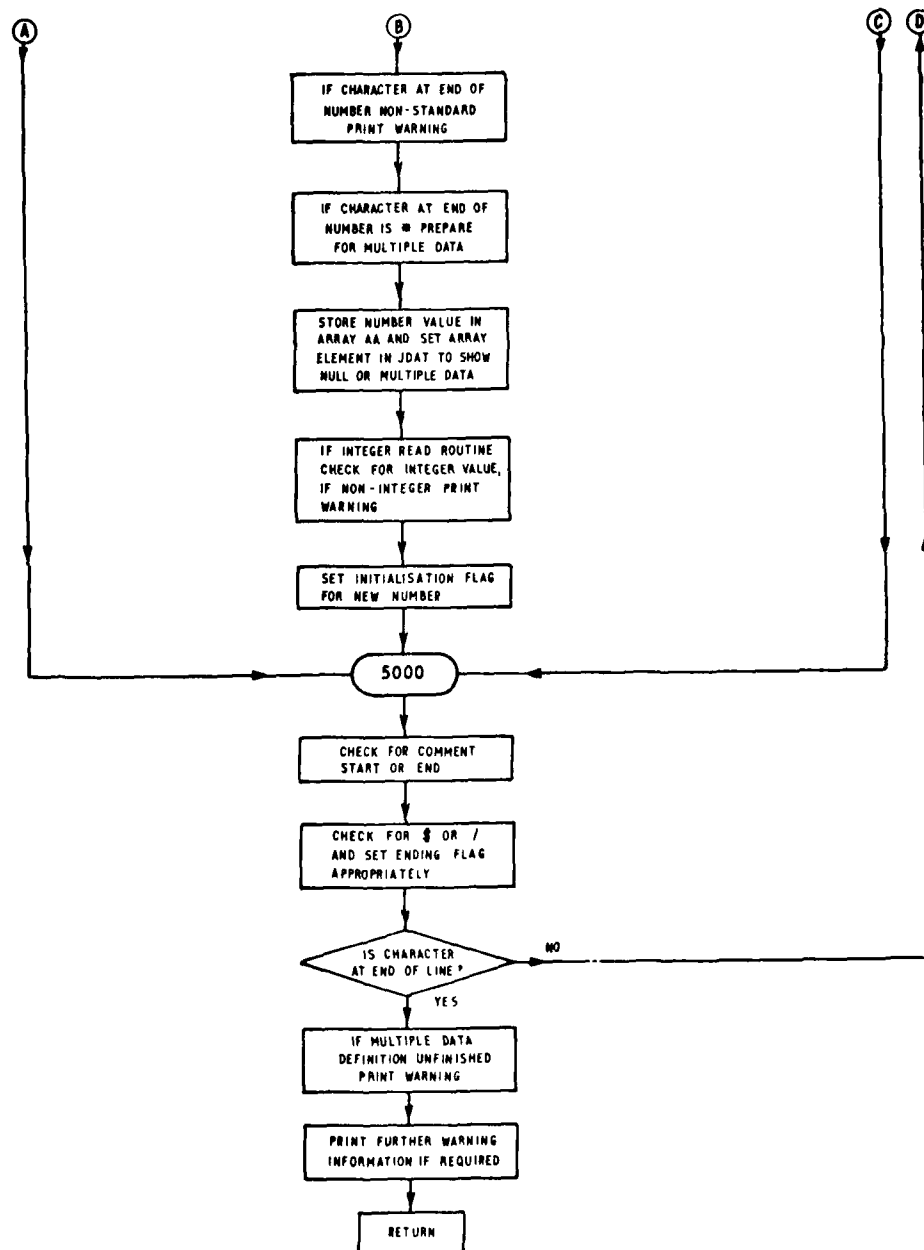 A
B
C
D
IF CHARACTER AT END OF
NUMBER NON-STANDARD
PRINT WARNING
IF CHARACTER AT END OF
NUMBER IS * PREPARE
FOR MULTIPLE DATA
STORE NUMBER VALUE IN
ARRAY AA AND SET ARRAY
ELEMENT IN JDAT TO SHOW
NULL OR MULTIPLE DATA
IF INTEGER READ ROUTINE
CHECK FOR INTEGER VALUE,
IF NON-INTEGER PRINT
WARNING
SET INITIALISATION FLAG
FOR NEW NUMBER
5000
CHECK FOR COMMENT
START OR END
CHECK FOR $ OR /
AND SET ENDING FLAG
APPROPRIATELY
IS CHARACTER
AT END OF LINE?
NO
YES
IF MULTIPLE DATA
DEFINITION UNFINISHED
PRINT WARNING
PRINT FURTHER WARNING
INFORMATION IF REQUIRED
RETURN